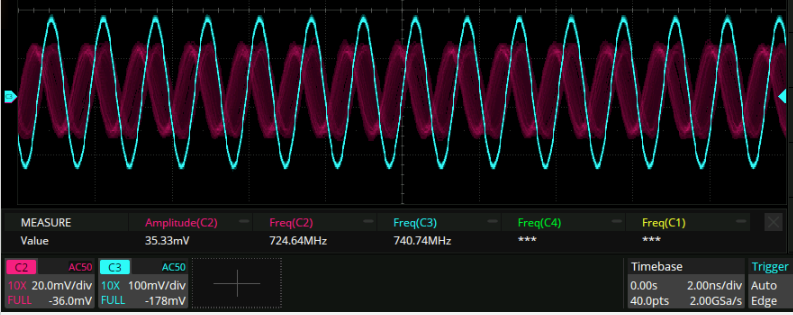 C3
MEASURE Amplitude(C2) Freq(C2) Freq(C3) Freq(C4) Freq(C1)
Value 35.33mV 724.64MHz 740.74MHz *** ***
C2 AC50 C3 AC50 Timebase Trigger
10X 20.0mV/div 10X 100mV/div 0.00s 2.00ns/div Auto
FULL -36.0mV FULL -178mV 40.0pts 2.00GSa/s Edge